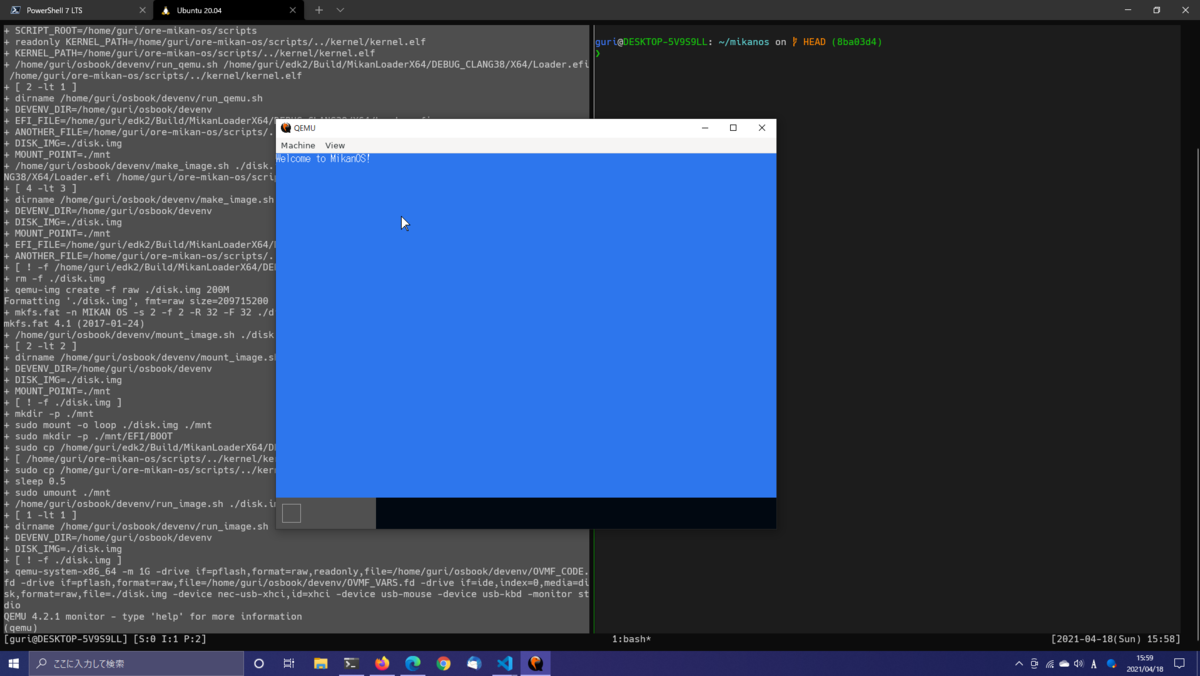 PowerShell 7 LTS
Ubuntu 20.04
+ SCRIPT_ROOT=/home/guri/ore-mikan-os/scripts
+ readonly KERNEL_PATH=/home/guri/ore-mikan-os/scripts/../kernel/kernel.elf
+ KERNEL_PATH=/home/guri/ore-mikan-os/scripts/../kernel/kernel.elf
+ /home/guri/osbook/devenv/run_qemu.sh /home/guri/edk2/Build/MikanLoaderX64/DEBUG_CLANG38/X64/Loader.efi
/home/guri/ore-mikan-os/scripts/../kernel/kernel.elf
+ [ 2 -lt 1 ]
+ dirname /home/guri/osbook/devenv/run_qemu.sh
+ DEVENV_DIR=/home/guri/osbook/devenv
+ EFI_FILE=/home/guri/edk2/Build/MikanLoaderX64/DEBUG_CLANG38/X64/Loader.efi
+ ANOTHER_FILE=/home/guri/ore-mikan-os/scripts/.
+ DISK_IMG=./disk.img
+ MOUNT_POINT=./mnt
+ /home/guri/osbook/devenv/make_image.sh ./disk.
NG38/X64/Loader.efi /home/guri/ore-mikan-os/scri
+ [ 4 -lt 3 ]
+ dirname /home/guri/osbook/devenv/make_image.sh
+ DEVENV_DIR=/home/guri/osbook/devenv
+ DISK_IMG=./disk.img
+ MOUNT_POINT=./mnt
+ EFI_FILE=/home/guri/edk2/Build/MikanLoaderX64/
+ ANOTHER_FILE=/home/guri/ore-mikan-os/scripts/.
+ [ ! -f /home/guri/edk2/Build/MikanLoaderX64/DE
+ rm -f ./disk.img
+ qemu-img create -f raw ./disk.img 200M
Formatting './disk.img', fmt=raw size=209715200
+ mkfs.fat -n MIKAN OS -s 2 -f 2 -R 32 -F 32 ./d
mkfs.fat 4.1 (2017-01-24)
+ /home/guri/osbook/devenv/mount_image.sh ./disk
+ [ 2 -lt 2 ]
+ dirname /home/guri/osbook/devenv/mount_image.s
+ DEVENV_DIR=/home/guri/osbook/devenv
+ DISK_IMG=./disk.img
+ MOUNT_POINT=./mnt
+ [ ! -f ./disk.img ]
+ mkdir -p ./mnt
+ sudo mount -o loop ./disk.img ./mnt
+ sudo mkdir -p ./mnt/EFI/BOOT
+ sudo cp /home/guri/edk2/Build/MikanLoaderX64/D
+ [ /home/guri/ore-mikan-os/scripts/../kernel/ke
+ sudo cp /home/guri/ore-mikan-os/scripts/../ker
+ sleep 0.5
+ sudo umount ./mnt
+ /home/guri/osbook/devenv/run_image.sh ./disk.i
+ [ 1 -lt 1 ]
+ dirname /home/guri/osbook/devenv/run_image.sh
+ DEVENV_DIR=/home/guri/osbook/devenv
+ DISK_IMG=./disk.img
+ [ ! -f ./disk.img ]
+ qemu-system-x86_64 -m 1G -drive if=pflash,format=raw,readonly,file=/home/guri/osbook/devenv/OVMF_CODE.
fd -drive if=pflash,format=raw,file=/home/guri/osbook/devenv/OVMF_VARS.fd -drive if=ide,index=0,media=di
sk,format=raw,file=./disk.img -device nec-usb-xhci,id=xhci -device usb-mouse -device usb-kbd -monitor st
dio
QEMU 4.2.1 monitor - type 'help' for more information
(qemu)
guri@DESKTOP-5V9S9LL: ~/mikanos on HEAD (8ba03d4)
❯
QEMU
Machine View
Welcome to MikanOS!
[guri@DESKTOP-5V9S9LL] [S:0 I:1 P:2] 1:bash* [2021-04-18(Sun) 15:58]
ここに入力して検索
A
15:59
2021/04/18